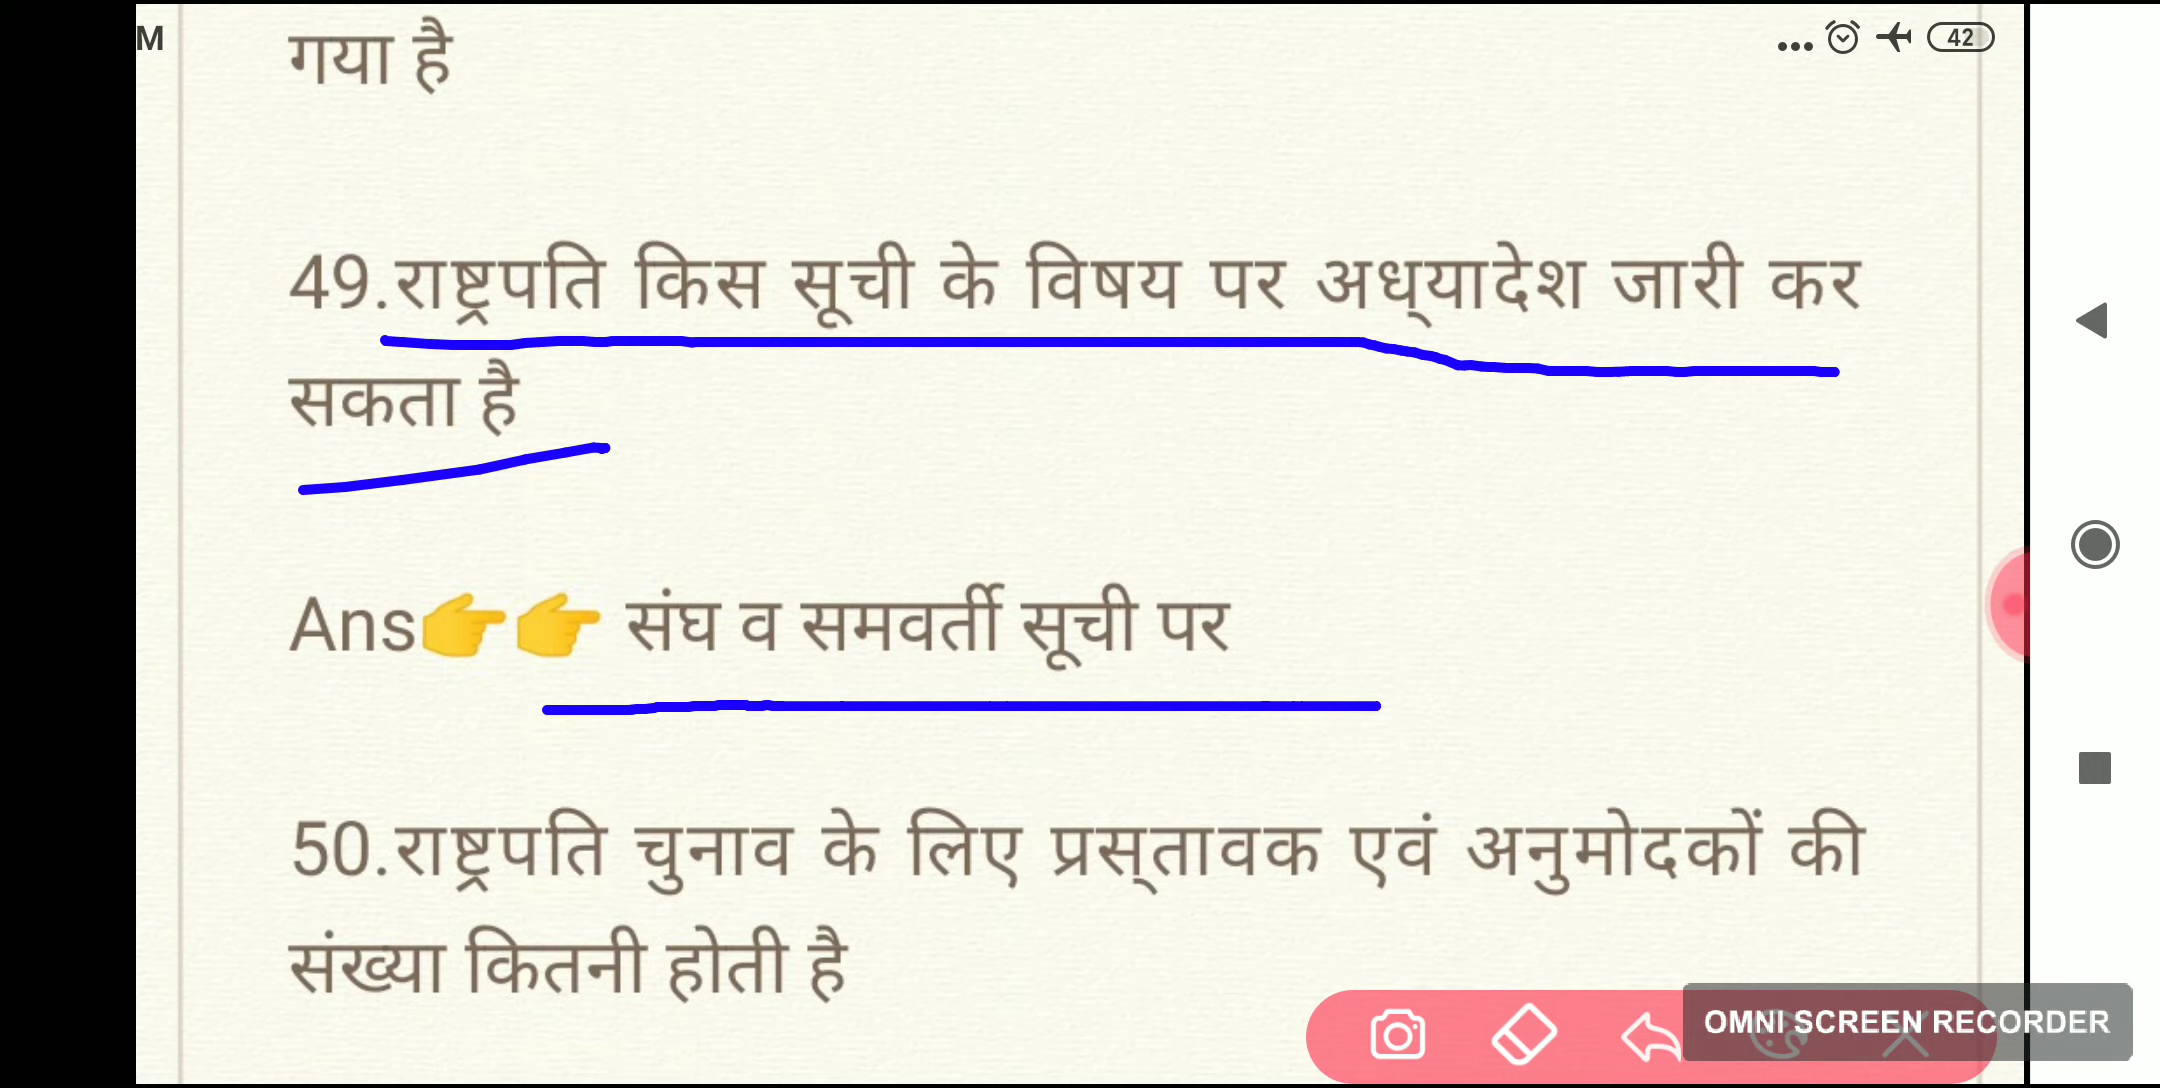 M
42
गया है
49.राष्ट्रपति किस सूची के विषय पर अध्यादेश जारी कर
सकता है
Ans👉👉 संघ व समवर्ती सूची पर
50.राष्ट्रपति चुनाव के लिए प्रस्तावक एवं अनुमोदकों की
संख्या कितनी होती है
OMNI SCREEN RECORDER